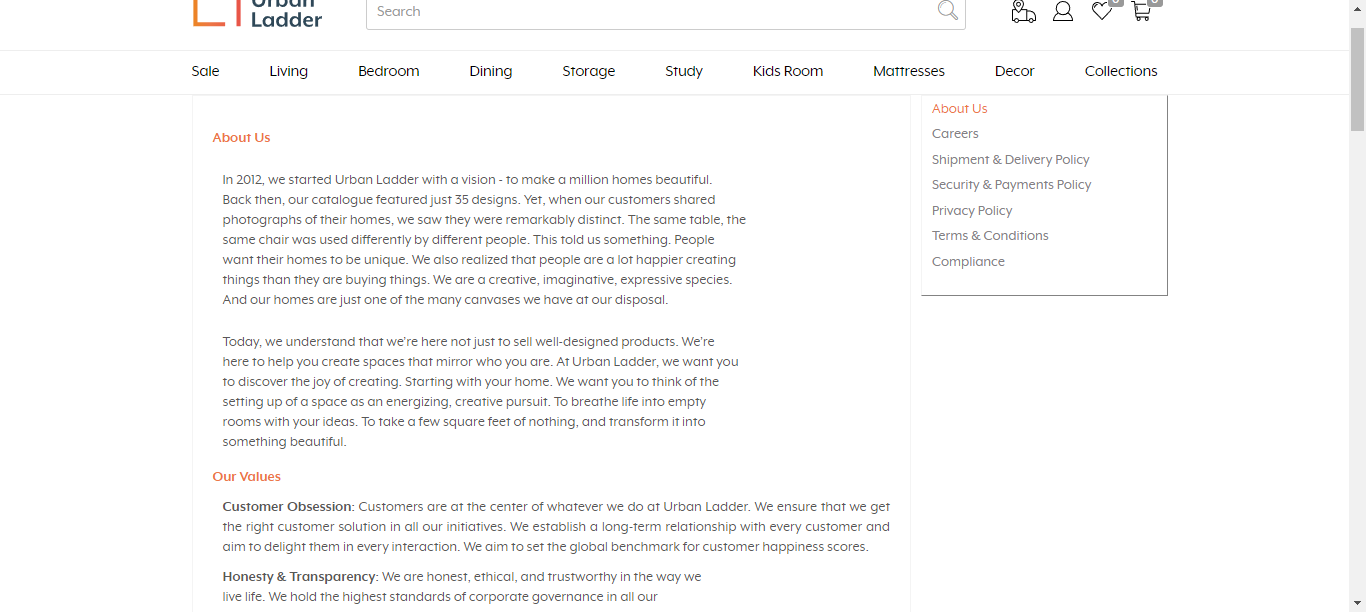 Urban
Ladder
Search
0
0
Sale
Living
Bedroom
Dining
Storage
Study
Kids Room
Mattresses
Decor
Collections
About Us
In 2012, we started Urban Ladder with a vision - to make a million homes beautiful.
Back then, our catalogue featured just 35 designs. Yet, when our customers shared
photographs of their homes, we saw they were remarkably distinct. The same table, the
same chair was used differently by different people. This told us something. People
want their homes to be unique. We also realized that people are a lot happier creating
things than they are buying things. We are a creative, imaginative, expressive species.
And our homes are just one of the many canvases we have at our disposal.
Today, we understand that we're here not just to sell well-designed products. We're
here to help you create spaces that mirror who you are. At Urban Ladder, we want you
to discover the joy of creating. Starting with your home. We want you to think of the
setting up of a space as an energizing, creative pursuit. To breathe life into empty
rooms with your ideas. To take a few square feet of nothing, and transform it into
something beautiful.
Our Values
Customer Obsession: Customers are at the center of whatever we do at Urban Ladder. We ensure that we get
the right customer solution in all our initiatives. We establish a long-term relationship with every customer and
aim to delight them in every interaction. We aim to set the global benchmark for customer happiness scores.
Honesty & Transparency: We are honest, ethical, and trustworthy in the way we
live life. We hold the highest standards of corporate governance in all our
About Us
Careers
Shipment & Delivery Policy
Security & Payments Policy
Privacy Policy
Terms & Conditions
Compliance